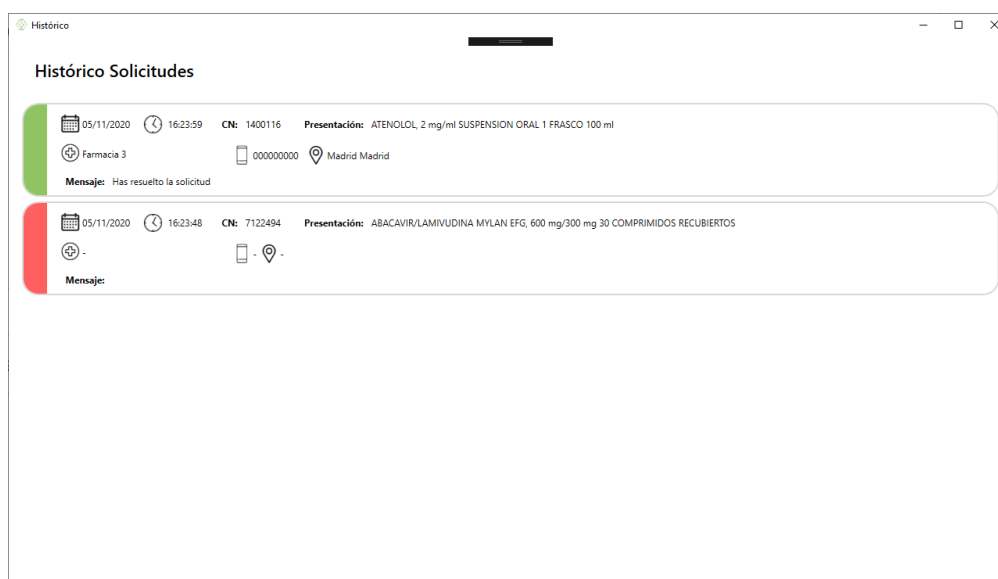 Histórico
Histórico Solicitudes
05/11/2020 16:23:59 CN: 1400116 Presentación: ATENOLOL, 2 mg/ml SUSPENSION ORAL 1 FRASCO 100 ml
Farmacia 3 000000000 Madrid Madrid
Mensaje: Has resuelto la solicitud
05/11/2020 16:23:48 CN: 7122494 Presentación: ABACAVIR/LAMIVUDINA MYLAN EFG, 600 mg/300 mg 30 COMPRIMIDOS RECUBIERTOS
- - -
Mensaje: